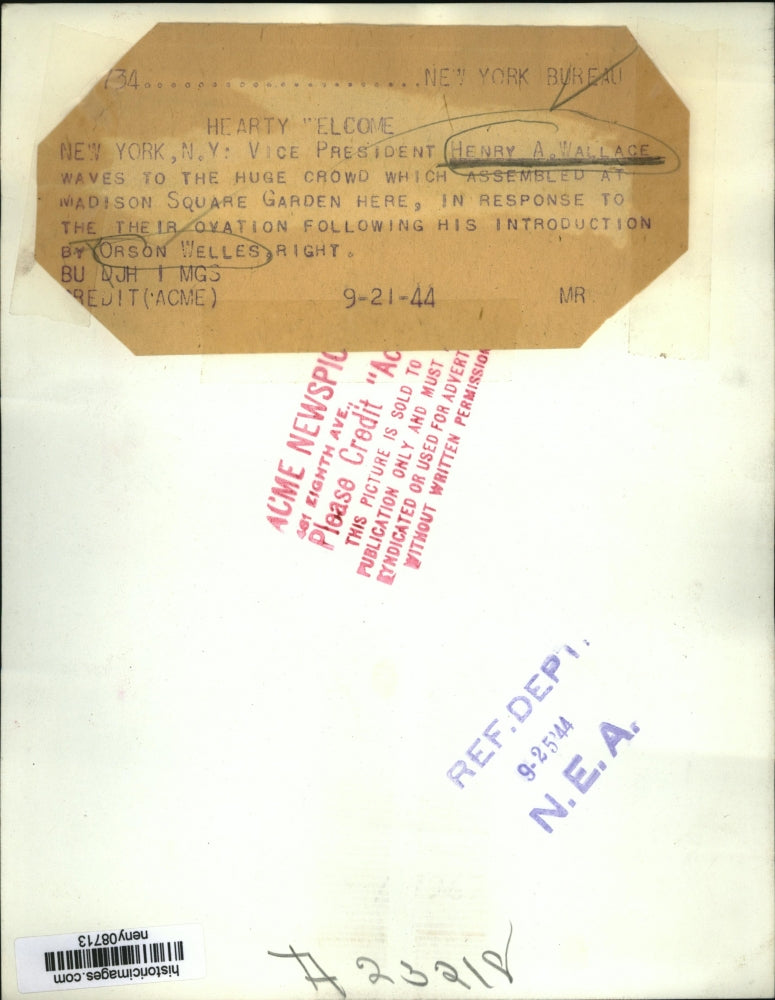 734....................... NEW YORK BUREAU
HEARTY "ELCOME
NEW YORK, N.Y: VICE PRESIDENT HENRY A. WALLACE
WAVES TO THE HUGE CROWD WHICH ASSEMBLED AT
MADISON SQUARE GARDEN HERE, IN RESPONSE TO
THE THEIR OVATION FOLLOWING HIS INTRODUCTION
BY ORSON WELLES, RIGHT.
BU DJH I MGS
CREDIT (ACME) 9-21-44 MR
ACME NEWSPIC
461 EIGHTH AVE.,
Please Credit "AC
THIS PICTURE IS SOLD TO
PUBLICATION ONLY AND MUST
SYNDICATED OR USED FOR ADVERT
WITHOUT WRITTEN PERMISSION
REF. DEPT.
9-25'44
N.E.A.
historicimages.com
neny08713
# 23218